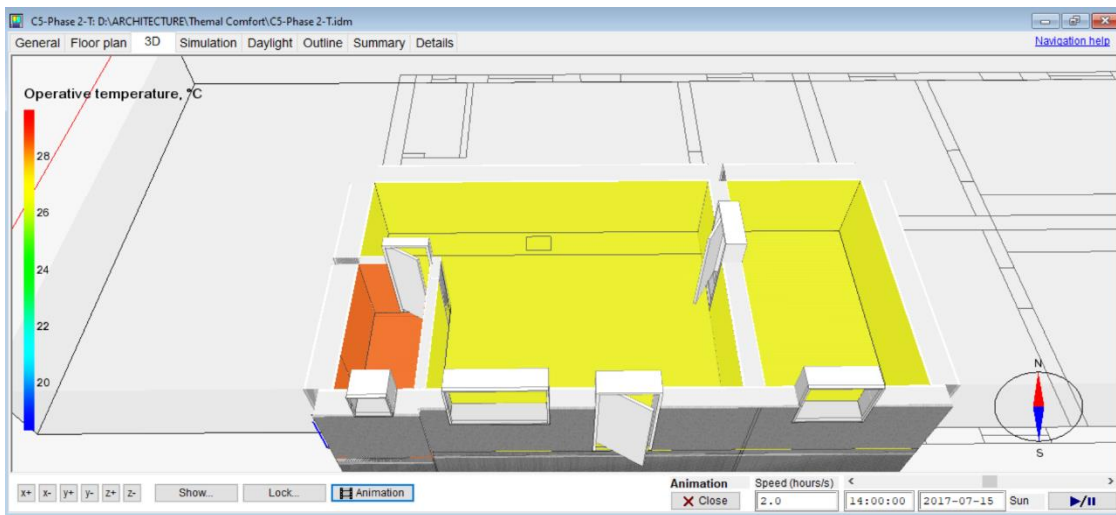 C5-Phase 2-T: D:\ARCHITECTURE\Themal Comfort\C5-Phase 2-T.idm
General Floor plan 3D Simulation Daylight Outline Summary Details Navigation help
Operative temperature, °C
28
26
24
22
20
N
S
x+ x- y+ y- z+ z- Show... Lock... Animation
Animation Speed (hours/s) < >
X Close 2.0 14:00:00 2017-07-15 Sun